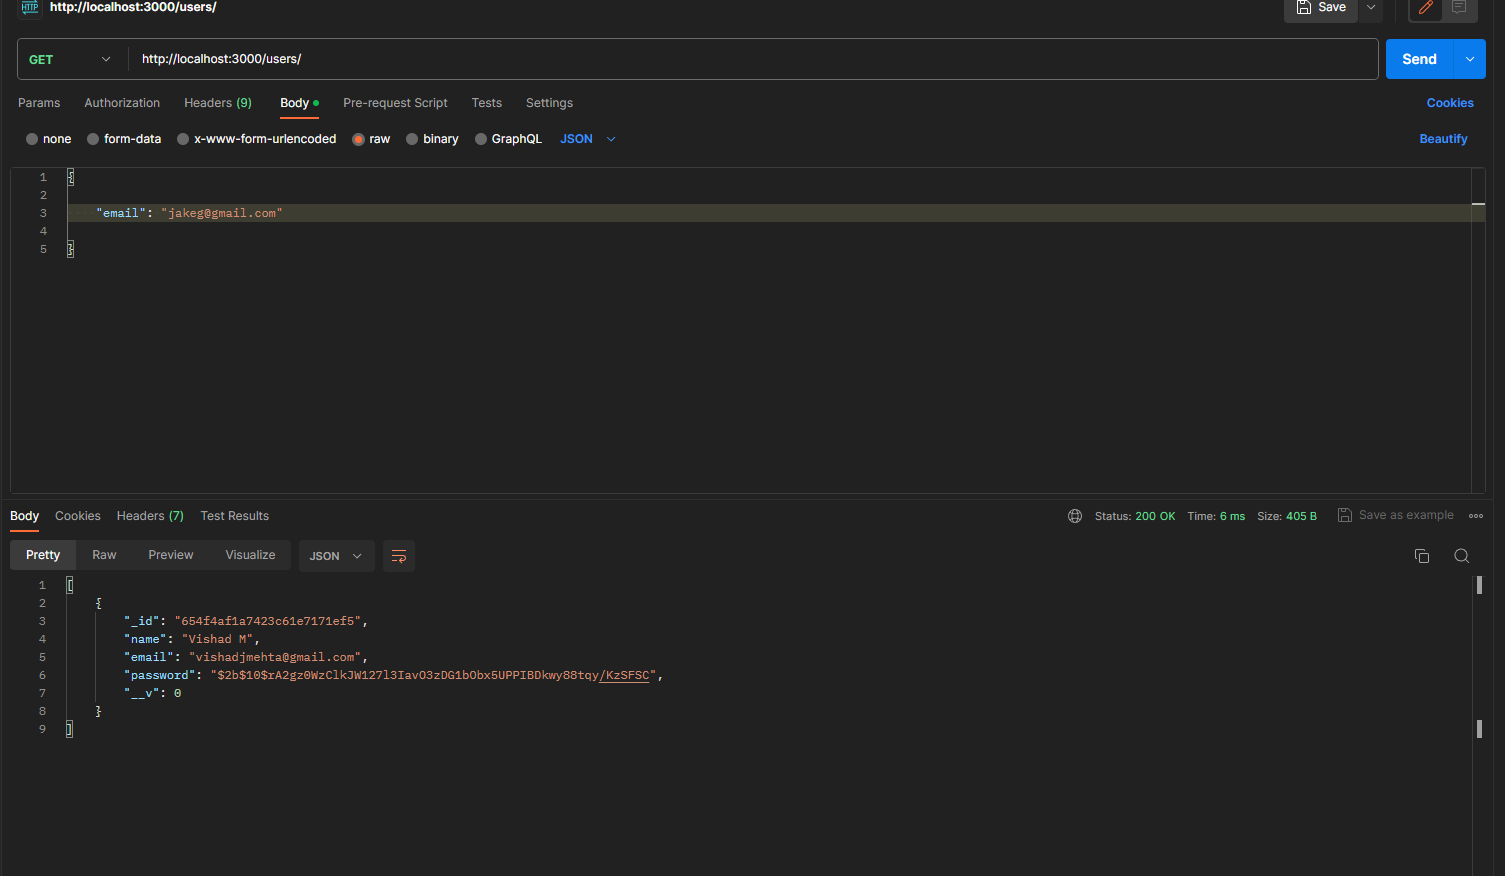 HTTP http://localhost:3000/users/ Save
GET http://localhost:3000/users/ Send
Params Authorization Headers (9) Body Pre-request Script Tests Settings Cookies
none form-data x-www-form-urlencoded raw binary GraphQL JSON Beautify
1 {
2
3 "email": "jakeg@gmail.com"
4
5 }
Body Cookies Headers (7) Test Results Status: 200 OK Time: 6 ms Size: 405 B Save as example
Pretty Raw Preview Visualize JSON
1 [
2 {
3 "_id": "654f4af1a7423c61e7171ef5",
4 "name": "Vishad M",
5 "email": "vishadjmehta@gmail.com",
6 "password": "$2b$10$rA2gz0WzClkJW127l3IavO3zDG1bObx5UPPIBDkwy88tqy/KzSFSC",
7 "__v": 0
8 }
9 ]